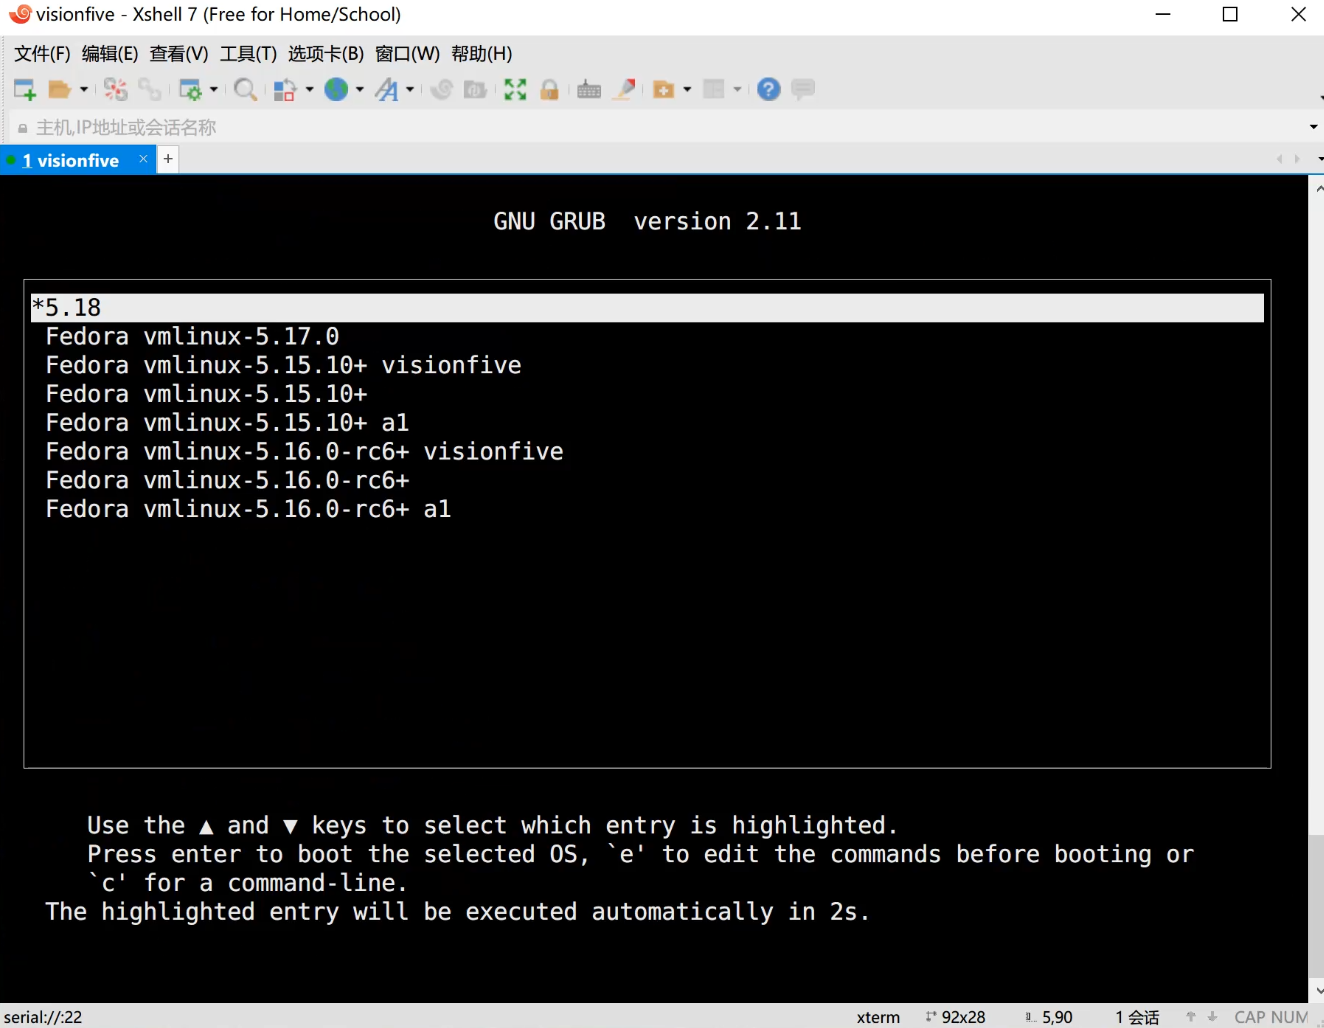 visionfive - Xshell 7 (Free for Home/School)
文件(F) 编辑(E) 查看(V) 工具(T) 选项卡(B) 窗口(W) 帮助(H)
主机,IP地址或会话名称
1 visionfive × +
GNU GRUB version 2.11
*5.18
Fedora vmlinux-5.17.0
Fedora vmlinux-5.15.10+ visionfive
Fedora vmlinux-5.15.10+
Fedora vmlinux-5.15.10+ a1
Fedora vmlinux-5.16.0-rc6+ visionfive
Fedora vmlinux-5.16.0-rc6+
Fedora vmlinux-5.16.0-rc6+ a1
Use the ▲ and ▼ keys to select which entry is highlighted.
Press enter to boot the selected OS, `e' to edit the commands before booting or
`c' for a command-line.
The highlighted entry will be executed automatically in 2s.
serial://:22 xterm 92x28 5,90 1 会话 CAP NUM